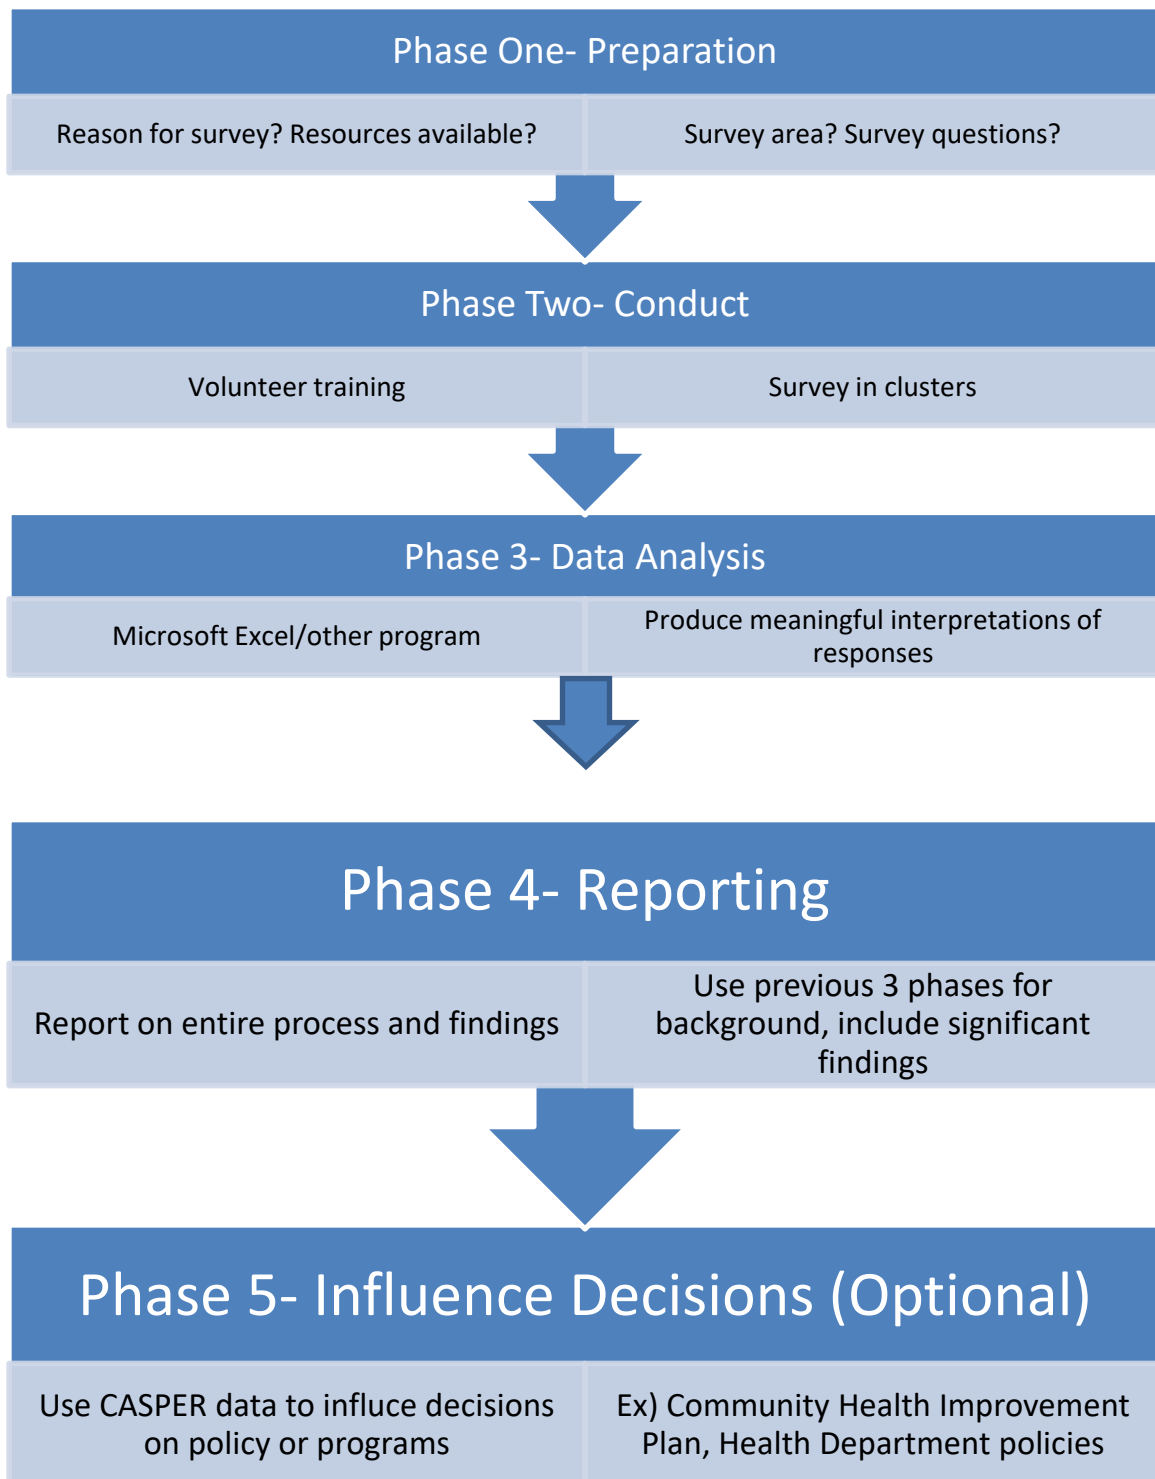 Phase One- Preparation
Reason for survey? Resources available?
Survey area? Survey questions?
Phase Two- Conduct
Volunteer training
Survey in clusters
Phase 3- Data Analysis
Microsoft Excel/other program
Produce meaningful interpretations of
responses
Phase 4- Reporting
Report on entire process and findings
Use previous 3 phases for
background, include significant
findings
Phase 5- Influence Decisions (Optional)
Use CASPER data to influce decisions
on policy or programs
Ex) Community Health Improvement
Plan, Health Department policies